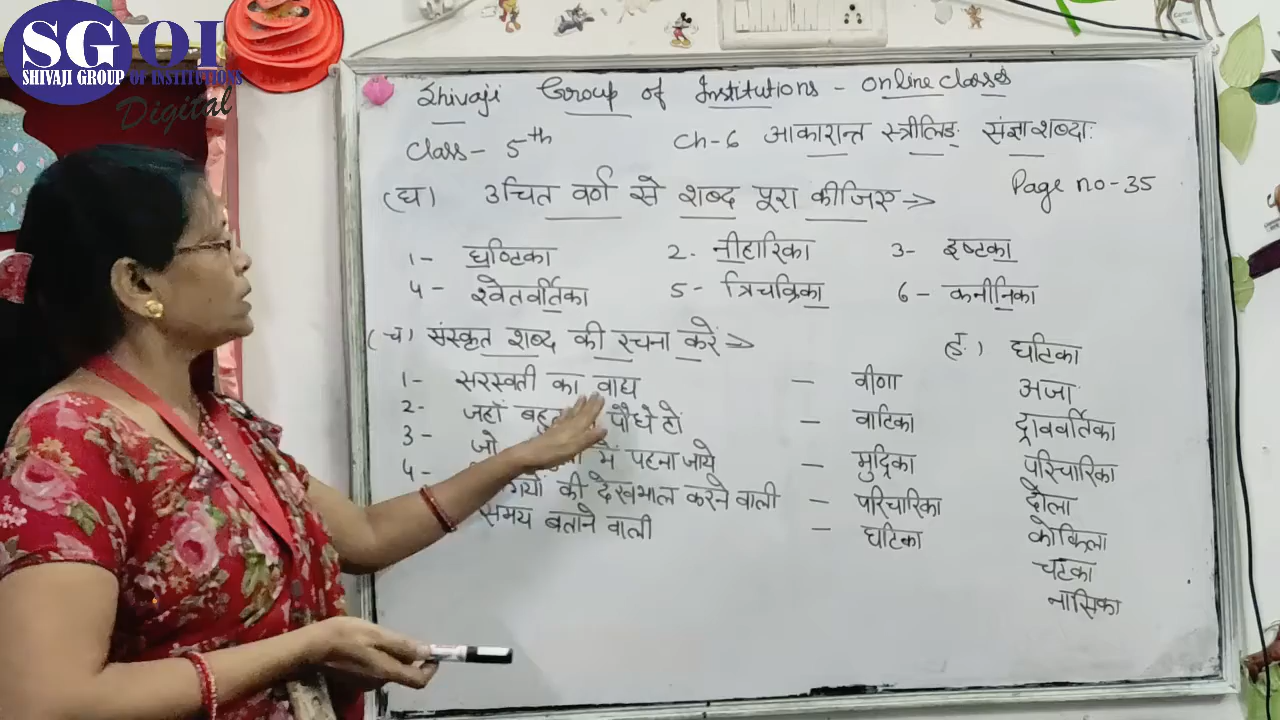 SGOI
SHIVAJI GROUP OF INSTITUTIONS
Digital
Shivaji Group of Institutions - online classes
Class - 5th Ch-6 आकारान्त स्त्रीलिङ् संज्ञा शब्दाः
(घ) उचित वर्ण से शब्द पूरा कीजिए Page no-35
1- घण्टिका 2- नीहारिका 3- इष्टका
4- श्वेतवर्तिका 5- त्रिचक्रिका 6- कनीनिका
(च) संस्कृत शब्द की रचना करें (ङ) घटिका
1- सरस्वती का वाद्य - वीणा अजा
2- जहाँ पौधे हो - वाटिका द्राववर्तिका
3- जो में पहना जाये - मुद्रिका परिचारिका
4- की देखभाल करने वाली - परिचारिका दोला
समय बताने वाली - घटिका कोकिला
चटका
नासिका